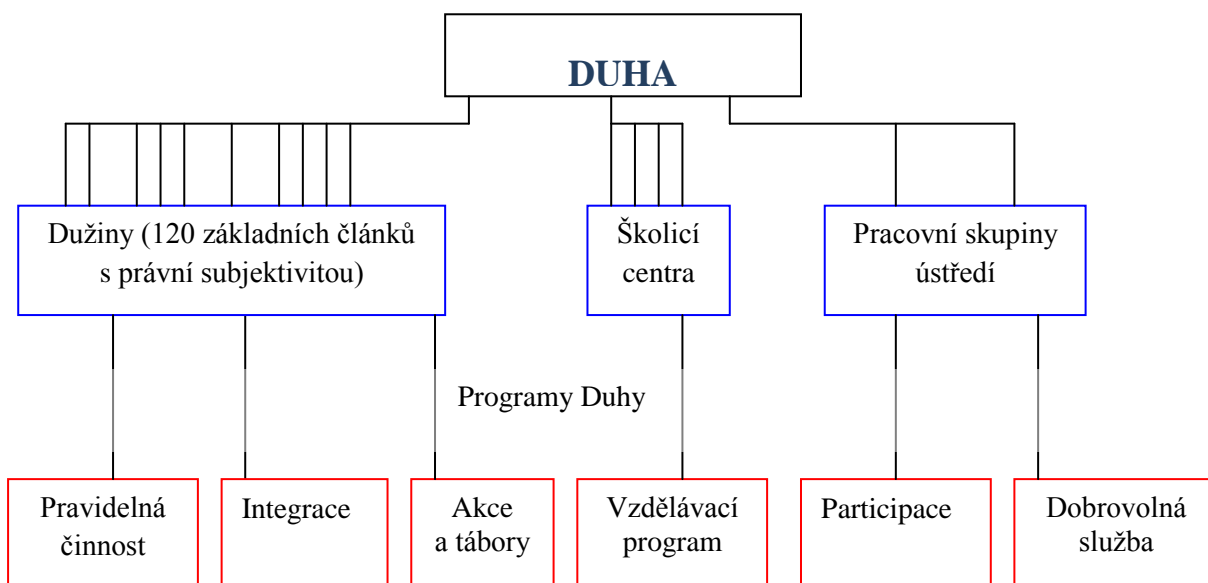 DUHA
Dužiny (120 základních článků
s právní subjektivitou)
Školicí
centra
Pracovní skupiny
ústředí
Programy Duhy
Pravidelná
činnost
Integrace
Akce
a tábory
Vzdělávací
program
Participace
Dobrovolná
služba